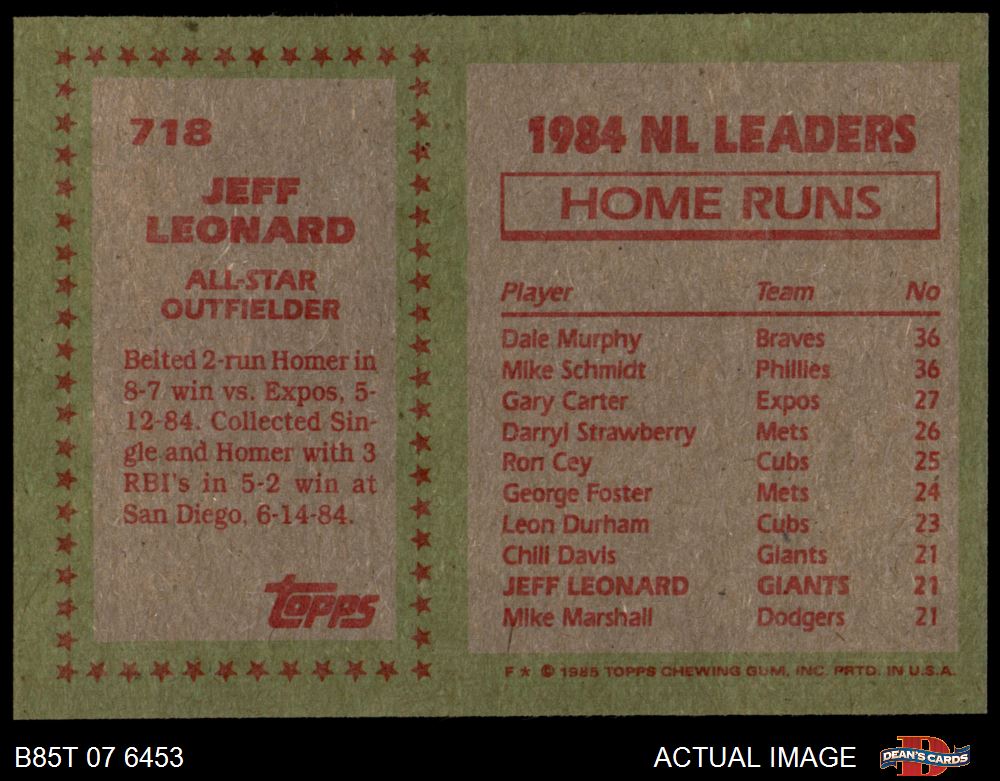 718
JEFF
LEONARD
ALL-STAR
OUTFIELDER
Belted 2-run Homer in
8-7 win vs. Expos, 5-
12-84. Collected Sin-
gle and Homer with 3
RBI's in 5-2 win at
San Diego, 6-14-84.
topps
1984 NL LEADERS
HOME RUNS
Player Team No
Dale Murphy Braves 36
Mike Schmidt Phillies 36
Gary Carter Expos 27
Darryl Strawberry Mets 26
Ron Cey Cubs 25
George Foster Mets 24
Leon Durham Cubs 23
Chili Davis Giants 21
JEFF LEONARD GIANTS 21
Mike Marshall Dodgers 21
F * © 1985 TOPPS CHEWING GUM, INC. PRTD. IN U.S.A.
B85T 07 6453
ACTUAL IMAGE
DEAN'S CARDS